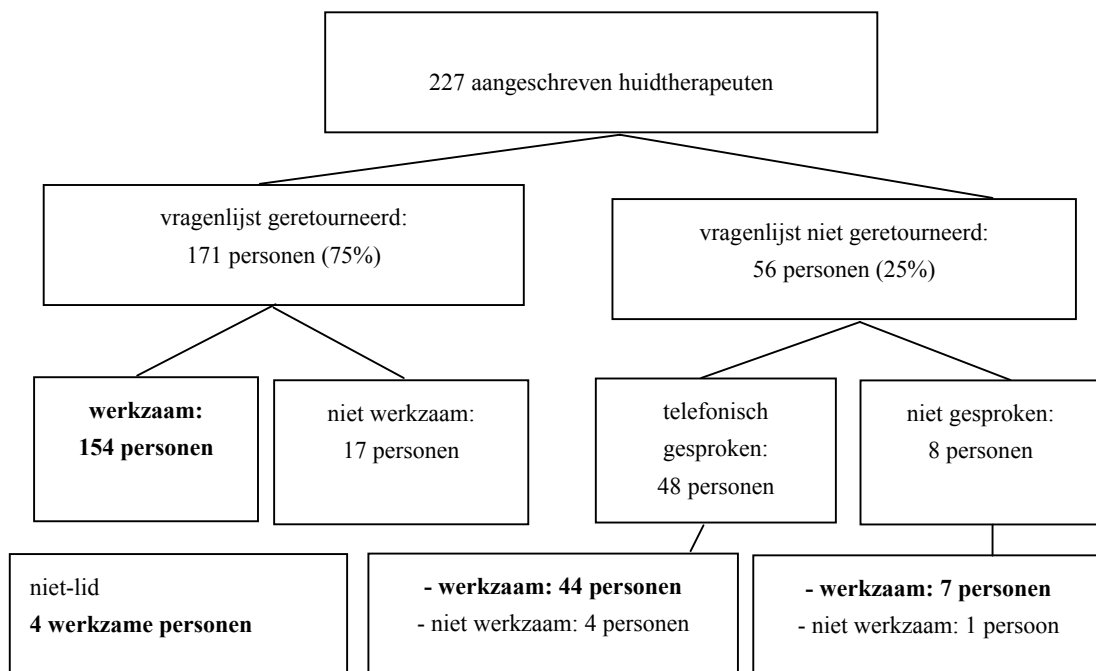 227 aangeschreven huidtherapeuten
vragenlijst geretourneerd:
171 personen (75%)
vragenlijst niet geretourneerd:
56 personen (25%)
werkzaam:
154 personen
niet werkzaam:
17 personen
telefonisch
gesproken:
48 personen
niet gesproken:
8 personen
niet-lid
4 werkzame personen
- werkzaam: 44 personen
- niet werkzaam: 4 personen
- werkzaam: 7 personen
- niet werkzaam: 1 persoon